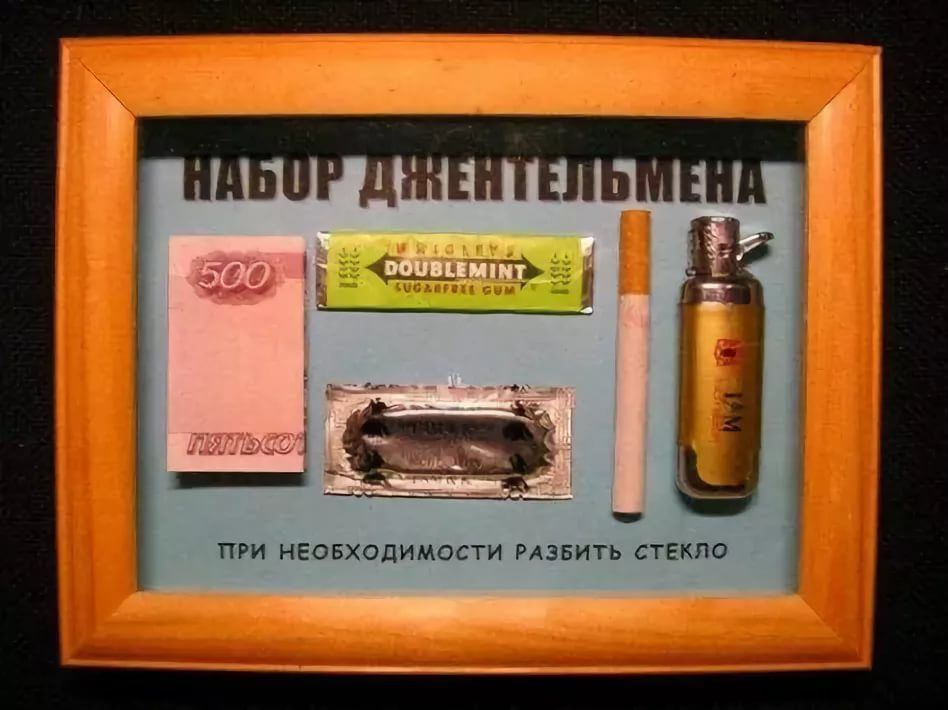 НАБОР ДЖЕНТЕЛЬМЕНА
500
ПЯТЬСОТ
WRIGLEY'S
DOUBLEMINT
SUGARFREE GUM
ПРИ НЕОБХОДИМОСТИ РАЗБИТЬ СТЕКЛО